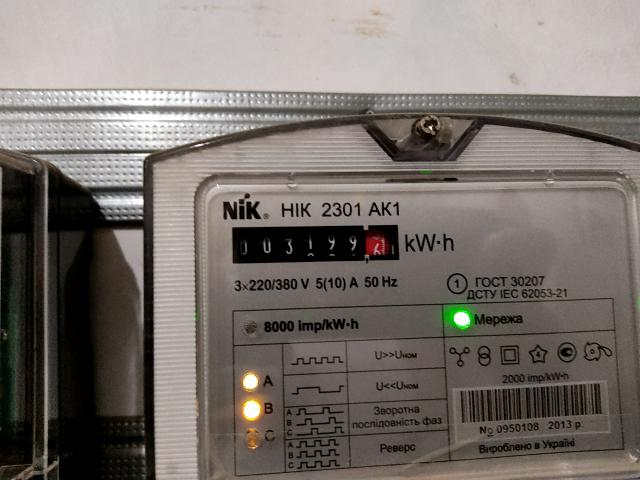 NiK® НІК 2301 АК1
003199 kW·h
3×220/380 V 5(10) A 50 Hz
1 ГОСТ 30207
ДСТУ IEC 62053-21
8000 imp/kW·h
Мережа
A
B
C
U>>Uном
U<<Uном
A
B
C
Зворотна
послідовність фаз
A
B
C
Реверс
2000 imp/kW·h
№ 0950108 2013 р.
Вироблено в Україні